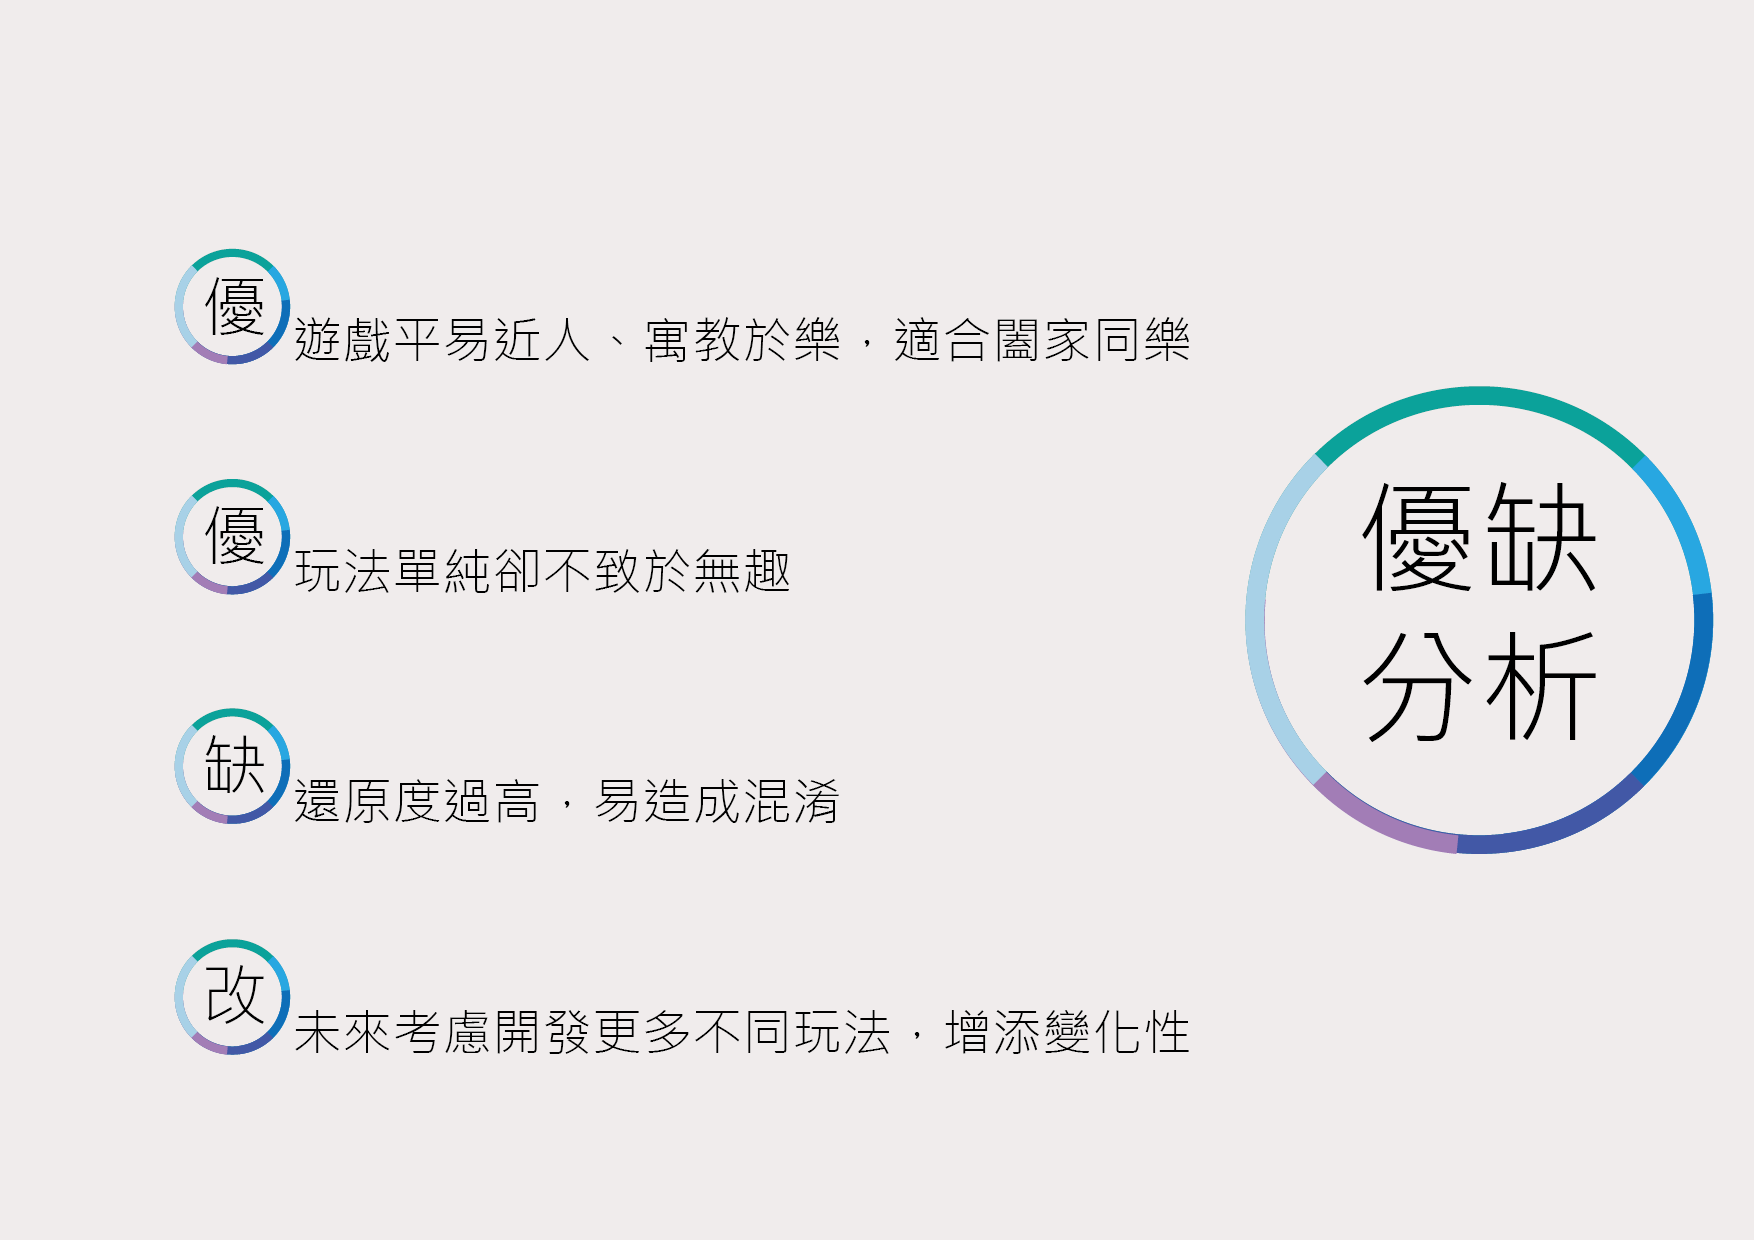 優缺
分析
優 遊戲平易近人、寓教於樂，適合闔家同樂
優 玩法單純卻不致於無趣
缺 還原度過高，易造成混淆
改 未來考慮開發更多不同玩法，增添變化性